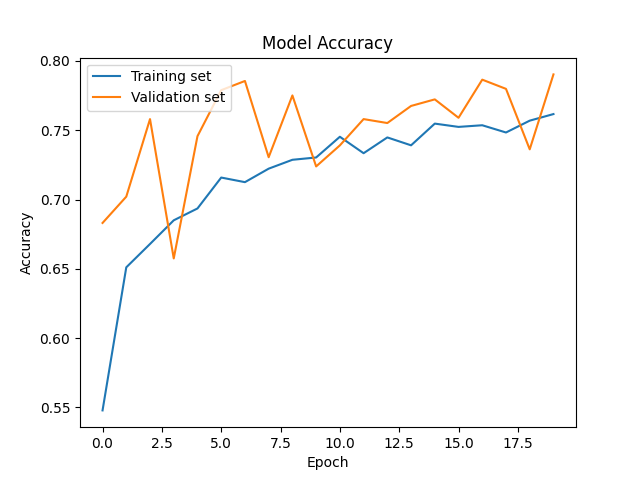 Model Accuracy
Training set
Validation set
0.80
0.75
0.70
0.65
0.60
0.55
Accuracy
0.0 2.5 5.0 7.5 10.0 12.5 15.0 17.5
Epoch